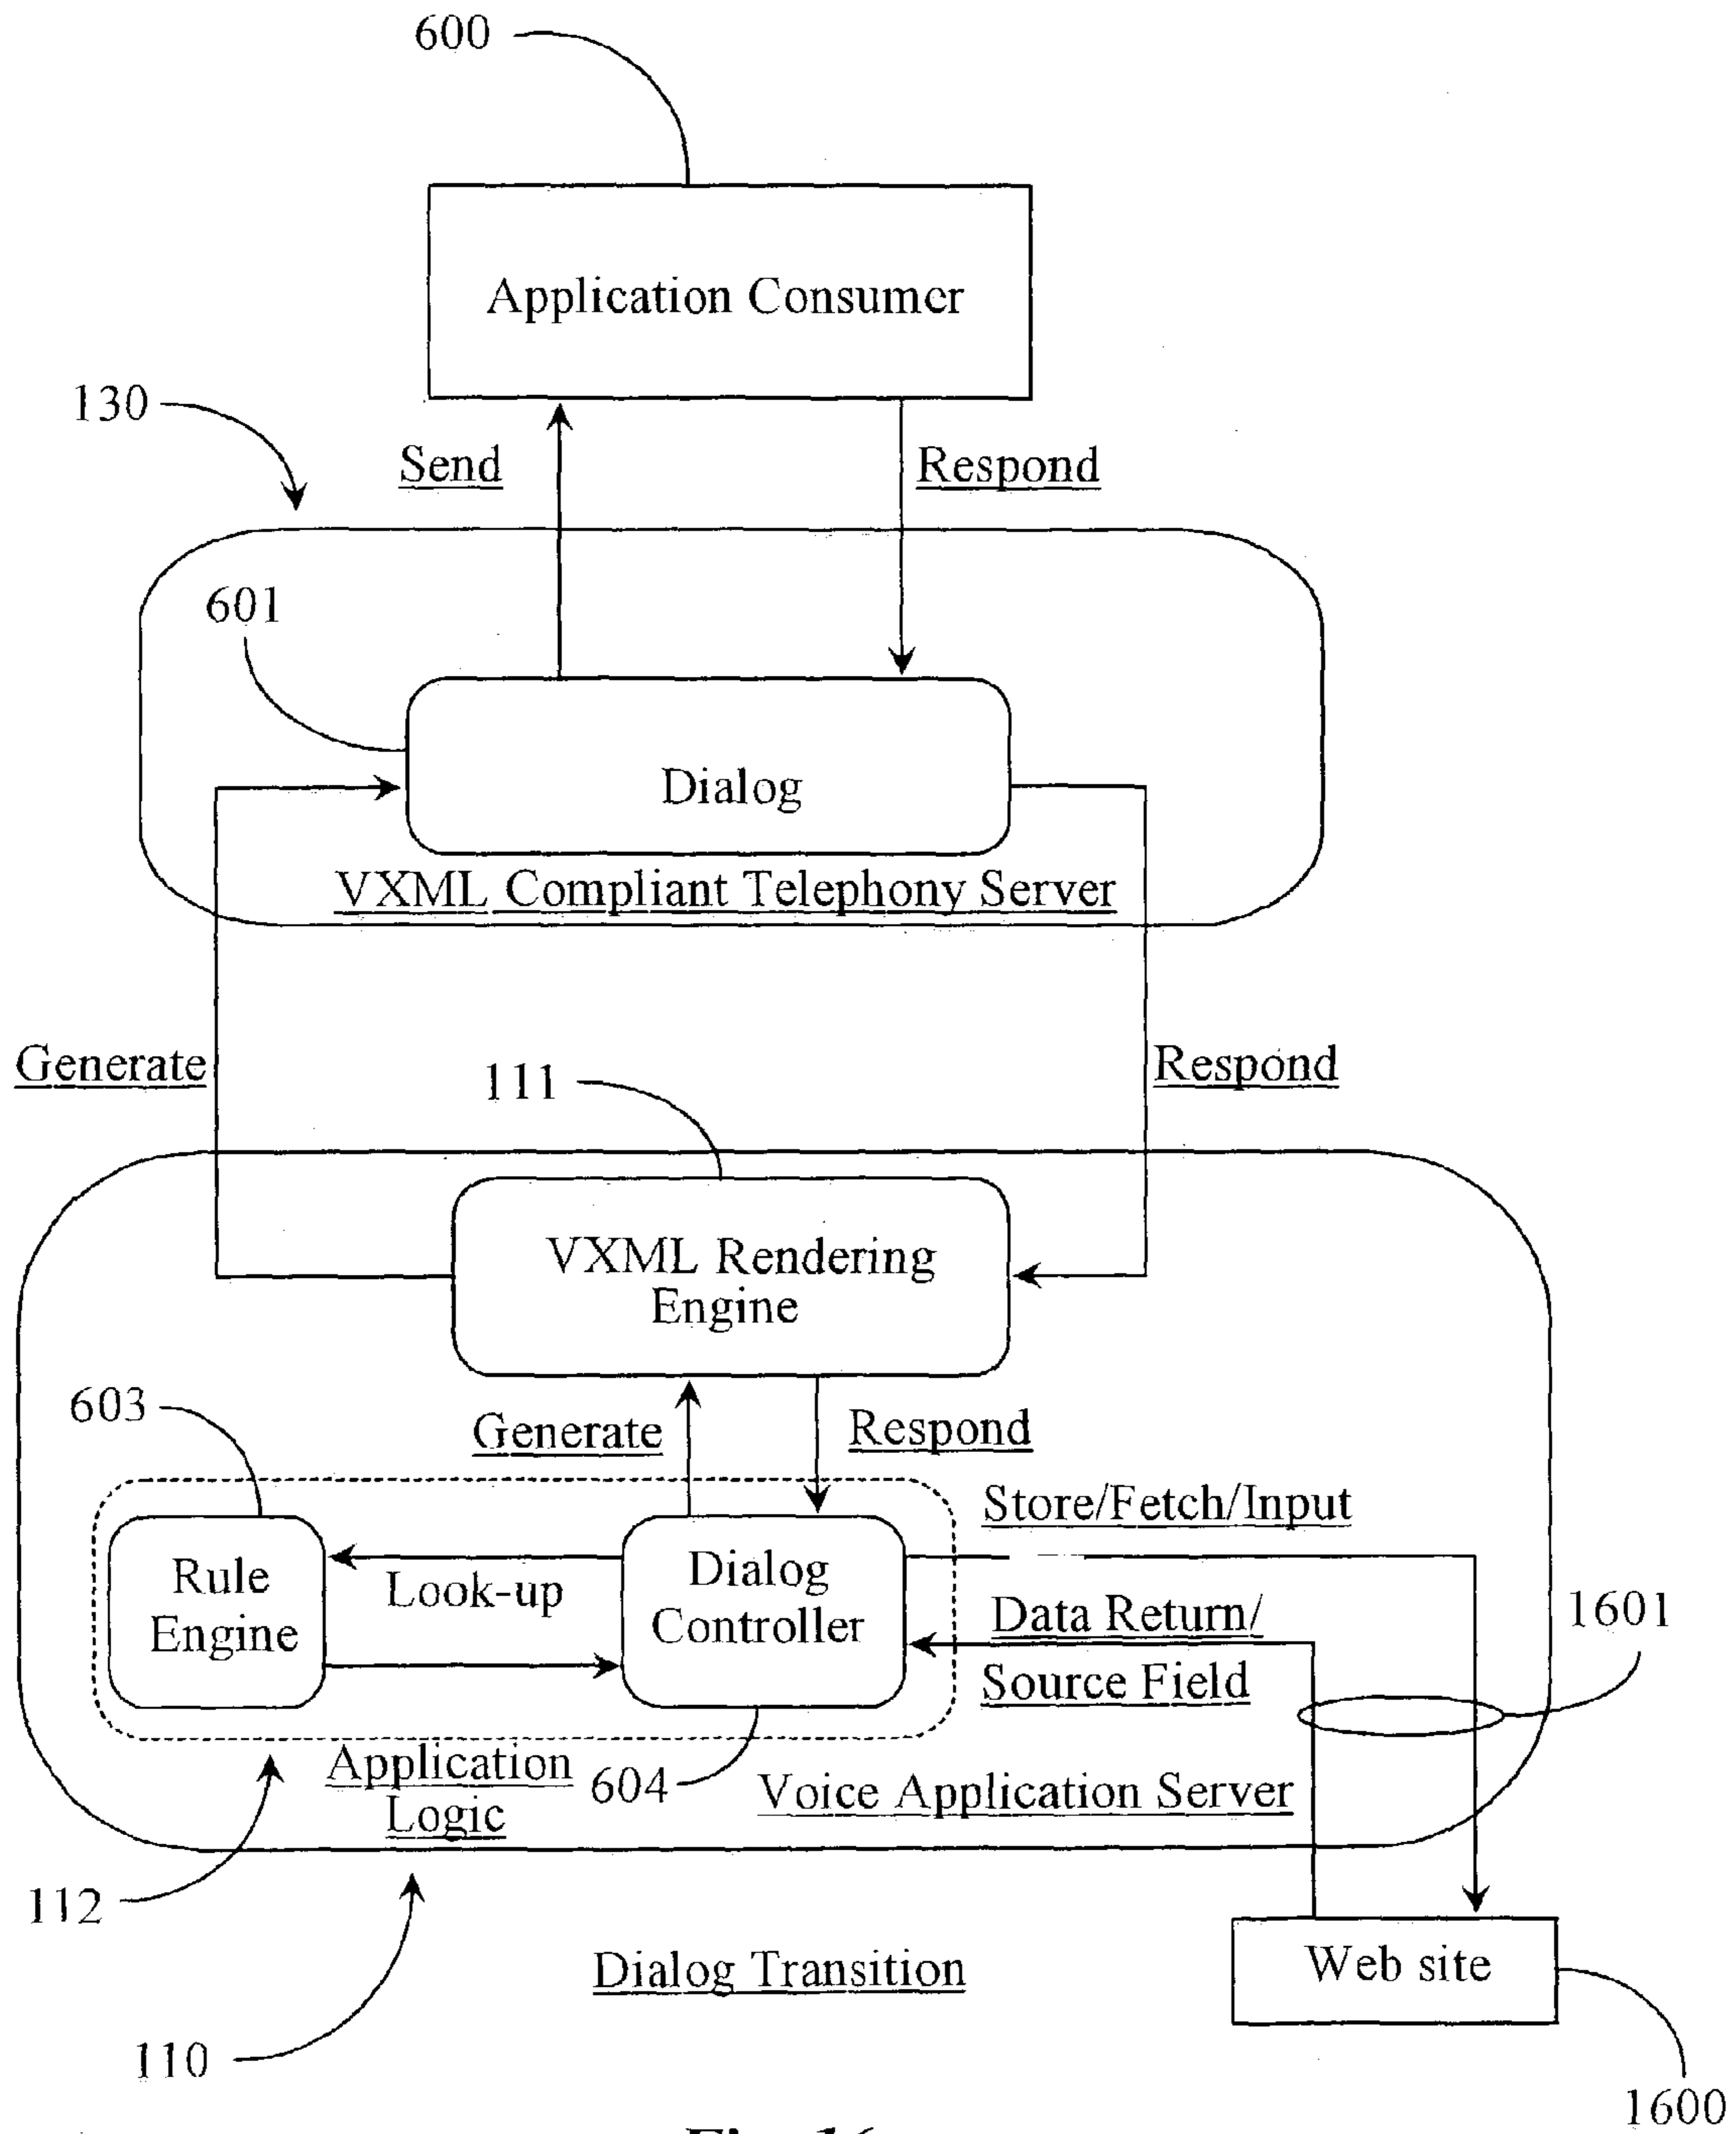 600
Application Consumer
130
Send
Respond
601
Dialog
VXML Compliant Telephony Server
Generate
Respond
111
VXML Rendering
Engine
603
Generate
Respond
Store/Fetch/Input
Rule
Engine
Look-up
Dialog
Controller
Data Return/
Source Field
1601
Application
Logic
604
Voice Application Server
112
Dialog Transition
Web site
110
1600